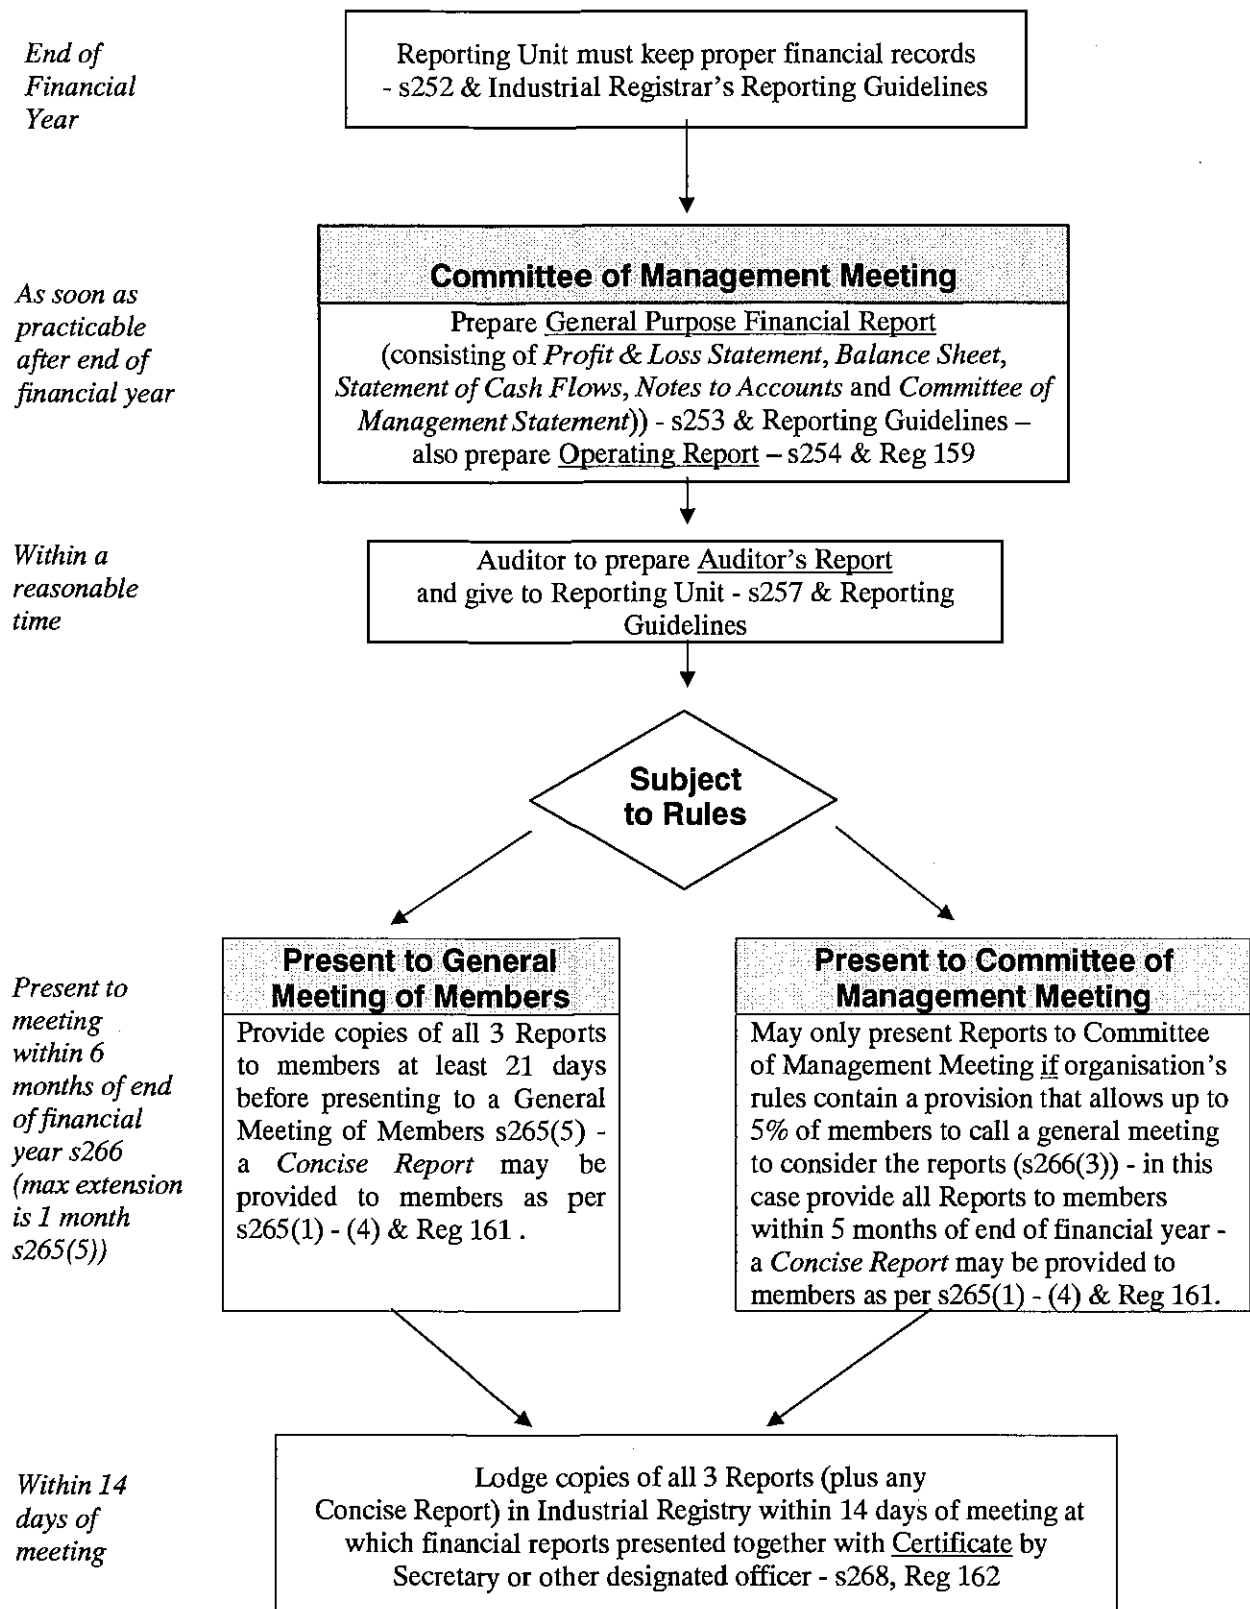 End of
Financial
Year
Reporting Unit must keep proper financial records
- s252 & Industrial Registrar's Reporting Guidelines
As soon as
practicable
after end of
financial year
Committee of Management Meeting
Prepare General Purpose Financial Report
(consisting of Profit & Loss Statement, Balance Sheet,
Statement of Cash Flows, Notes to Accounts and Committee of
Management Statement)) - s253 & Reporting Guidelines –
also prepare Operating Report – s254 & Reg 159
Within a
reasonable
time
Auditor to prepare Auditor's Report
and give to Reporting Unit - s257 & Reporting
Guidelines
Subject
to Rules
Present to
meeting
within 6
months of end
of financial
year s266
(max extension
is 1 month
s265(5))
Present to General
Meeting of Members
Provide copies of all 3 Reports
to members at least 21 days
before presenting to a General
Meeting of Members s265(5) -
a Concise Report may be
provided to members as per
s265(1) - (4) & Reg 161 .
Present to Committee of
Management Meeting
May only present Reports to Committee
of Management Meeting if organisation's
rules contain a provision that allows up to
5% of members to call a general meeting
to consider the reports (s266(3)) - in this
case provide all Reports to members
within 5 months of end of financial year -
a Concise Report may be provided to
members as per s265(1) - (4) & Reg 161.
Within 14
days of
meeting
Lodge copies of all 3 Reports (plus any
Concise Report) in Industrial Registry within 14 days of meeting at
which financial reports presented together with Certificate by
Secretary or other designated officer - s268, Reg 162